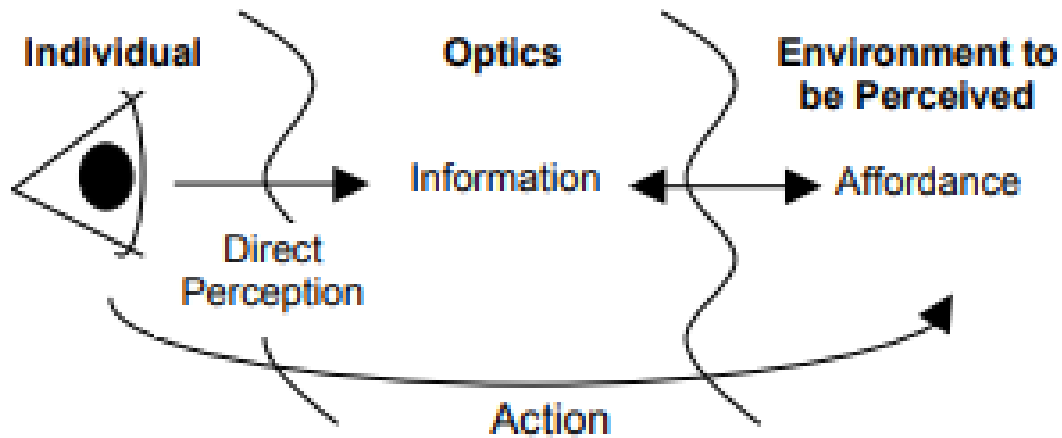 Individual
Optics
Environment to
be Perceived
Information
Affordance
Direct
Perception
Action